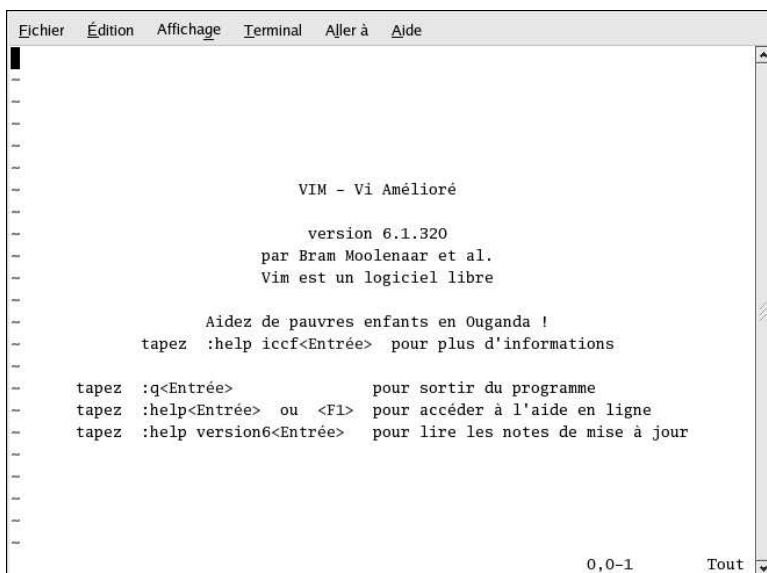 Fichier Édition Affichage Terminal Aller à Aide
~
~
~
~
~
~ VIM - Vi Amélioré
~
~ version 6.1.320
~ par Bram Moolenaar et al.
~ Vim est un logiciel libre
~
~ Aidez de pauvres enfants en Ouganda !
~ tapez :help iccf<Entrée> pour plus d'informations
~
~ tapez :q<Entrée> pour sortir du programme
~ tapez :help<Entrée> ou <F1> pour accéder à l'aide en ligne
~ tapez :help version6<Entrée> pour lire les notes de mise à jour
~
~
~
~
~
0,0-1 Tout